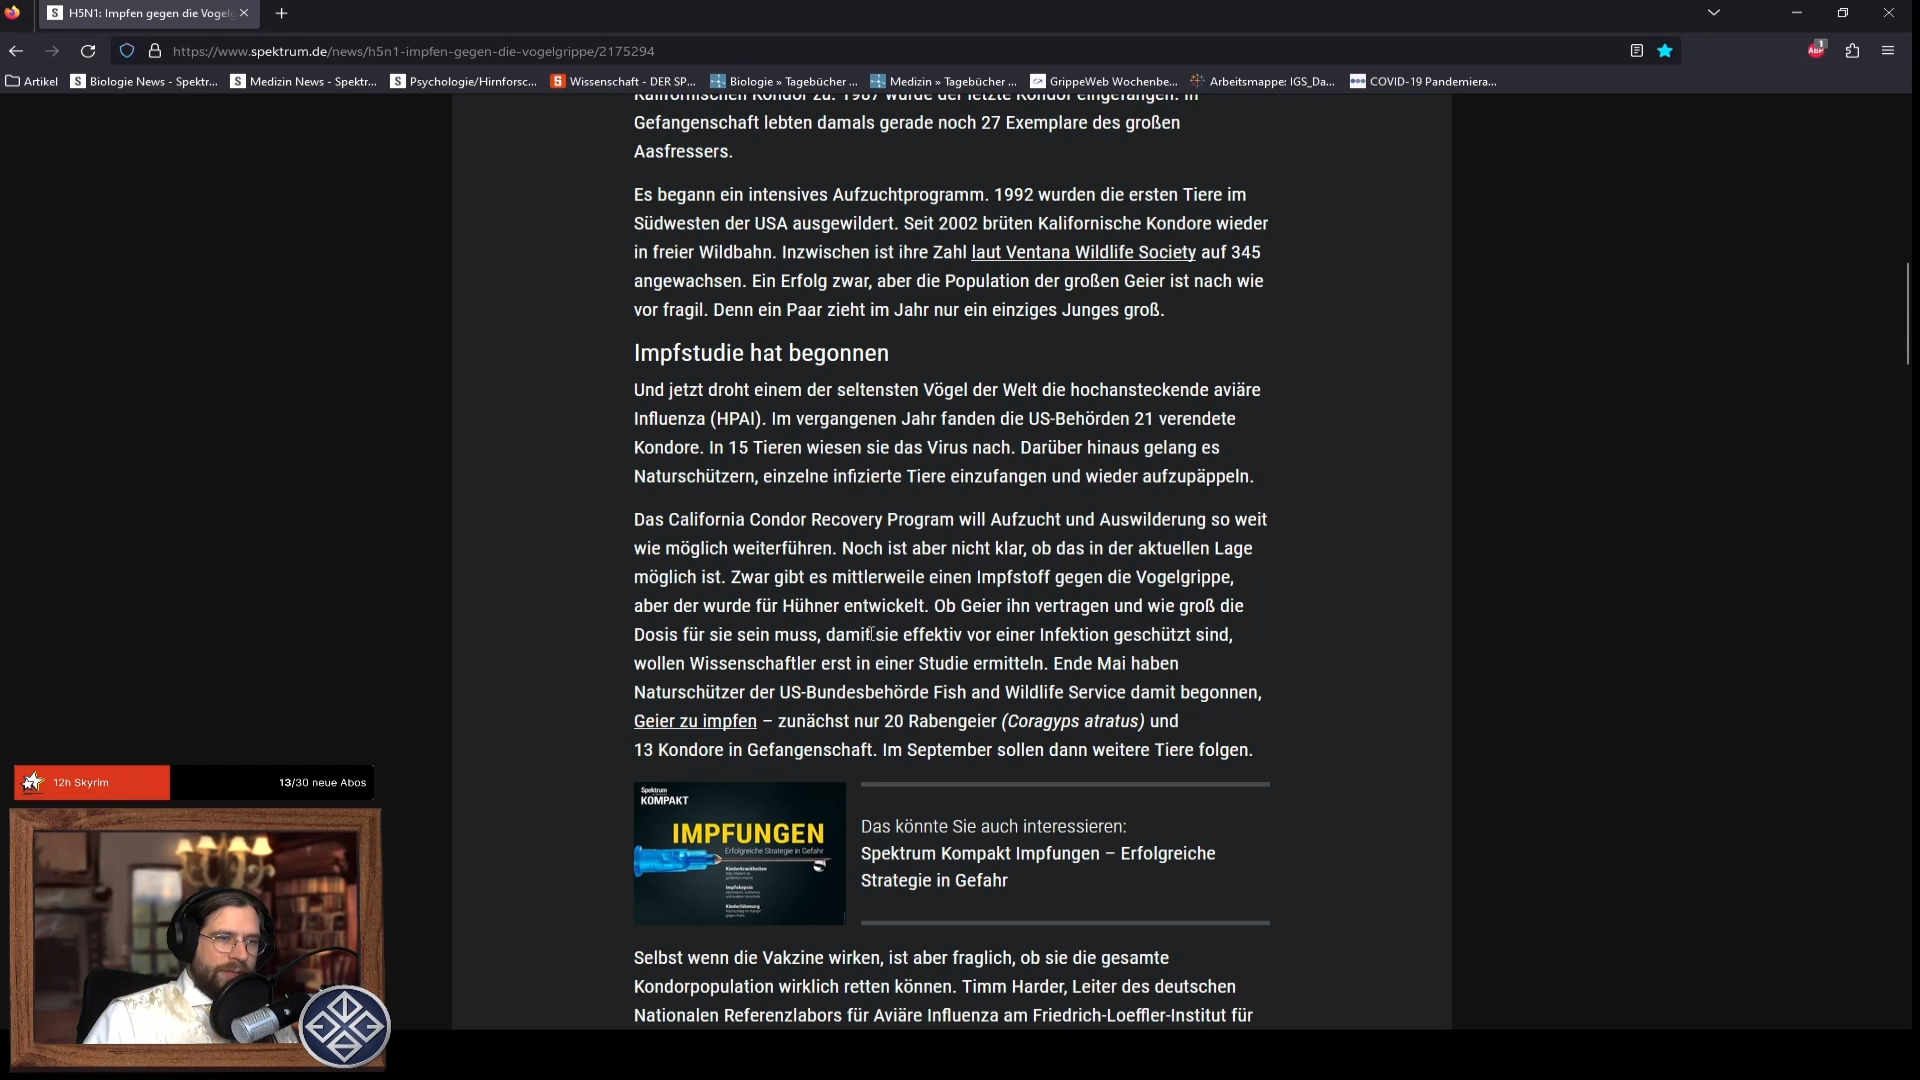 H5N1: Impfen gegen die Vogelg
https://www.spektrum.de/news/h5n1-impfen-gegen-die-vogelgrippe/2175294
1
Artikel
Biologie News - Spektr...
Medizin News - Spektr...
Psychologie/Hirnforsc...
Wissenschaft - DER SP...
Biologie » Tagebücher ...
Medizin » Tagebücher ...
GrippeWeb Wochenbe...
Arbeitsmappe: IGS_Da...
COVID-19 Pandemiera...
Kalifornischen Kondor zu. 1987 wurde der letzte Kondor eingefangen. In
Gefangenschaft lebten damals gerade noch 27 Exemplare des großen
Aasfressers.
Es begann ein intensives Aufzuchtprogramm. 1992 wurden die ersten Tiere im
Südwesten der USA ausgewildert. Seit 2002 brüten Kalifornische Kondore wieder
in freier Wildbahn. Inzwischen ist ihre Zahl laut Ventana Wildlife Society auf 345
angewachsen. Ein Erfolg zwar, aber die Population der großen Geier ist nach wie
vor fragil. Denn ein Paar zieht im Jahr nur ein einziges Junges groß.
Impfstudie hat begonnen
Und jetzt droht einem der seltensten Vögel der Welt die hochansteckende aviäre
Influenza (HPAI). Im vergangenen Jahr fanden die US-Behörden 21 verendete
Kondore. In 15 Tieren wiesen sie das Virus nach. Darüber hinaus gelang es
Naturschützern, einzelne infizierte Tiere einzufangen und wieder aufzupäppeln.
Das California Condor Recovery Program will Aufzucht und Auswilderung so weit
wie möglich weiterführen. Noch ist aber nicht klar, ob das in der aktuellen Lage
möglich ist. Zwar gibt es mittlerweile einen Impfstoff gegen die Vogelgrippe,
aber der wurde für Hühner entwickelt. Ob Geier ihn vertragen und wie groß die
Dosis für sie sein muss, damit sie effektiv vor einer Infektion geschützt sind,
wollen Wissenschaftler erst in einer Studie ermitteln. Ende Mai haben
Naturschützer der US-Bundesbehörde Fish and Wildlife Service damit begonnen,
Geier zu impfen – zunächst nur 20 Rabengeier (Coragyps atratus) und
13 Kondore in Gefangenschaft. Im September sollen dann weitere Tiere folgen.
12h Skyrim
13/30 neue Abos
Spektrum
KOMPAKT
IMPFUNGEN
Erfolgreiche Strategie in Gefahr
Kinderkrankheiten
Impfskepsis
Das könnte Sie auch interessieren:
Spektrum Kompakt Impfungen – Erfolgreiche
Strategie in Gefahr
Selbst wenn die Vakzine wirken, ist aber fraglich, ob sie die gesamte
Kondorpopulation wirklich retten können. Timm Harder, Leiter des deutschen
Nationalen Referenzlabors für Aviäre Influenza am Friedrich-Loeffler-Institut für